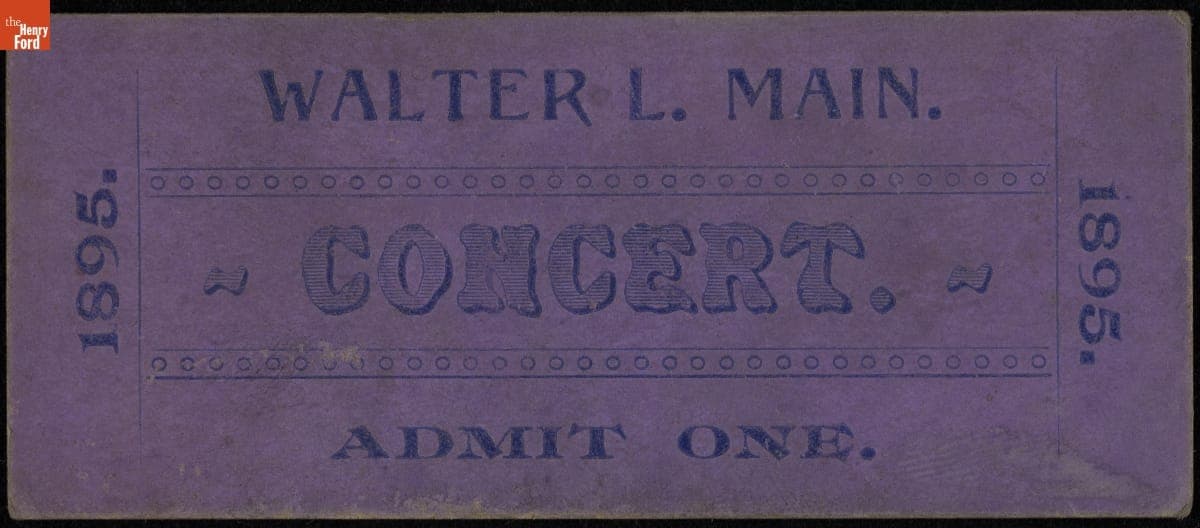 the
Henry
Ford
WALTER L. MAIN.
1895.
~ CONCERT. ~
1895.
ADMIT ONE.